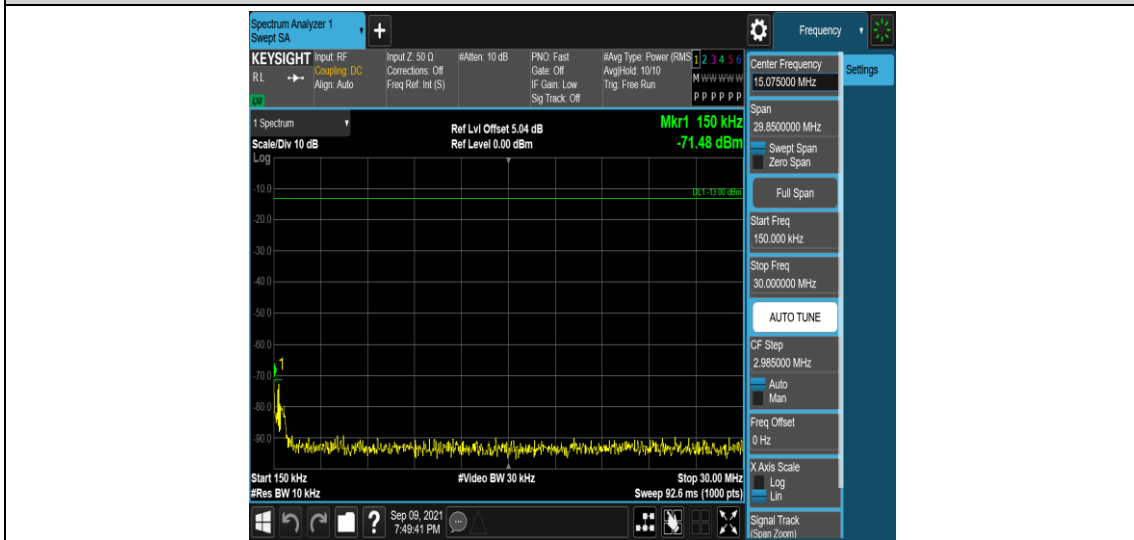 Spectrum Analyzer 1
Swept SA
+
Frequency
KEYSIGHT
RL
LXI
Input: RF
Coupling: DC
Align: Auto
Input Z: 50 Ω
Corrections: Off
Freq Ref: Int (S)
#Atten: 10 dB
PNO: Fast
Gate: Off
IF Gain: Low
Sig Track: Off
#Avg Type: Power (RMS
Avg|Hold: 10/10
Trig: Free Run
1 2 3 4 5 6
M W W W W W
P P P P P P
1 Spectrum
Scale/Div 10 dB
Log
Ref Lvl Offset 5.04 dB
Ref Level 0.00 dBm
Mkr1 150 kHz
-71.48 dBm
DL1 -13.00 dBm
-10.0
-20.0
-30.0
-40.0
-50.0
-60.0
-70.0
-80.0
-90.0
1
Start 150 kHz
#Res BW 10 kHz
#Video BW 30 kHz
Stop 30.00 MHz
Sweep 92.6 ms (1000 pts)
Center Frequency
15.075000 MHz
Settings
Span
29.8500000 MHz
Swept Span
Zero Span
Full Span
Start Freq
150.000 kHz
Stop Freq
30.000000 MHz
AUTO TUNE
CF Step
2.985000 MHz
Auto
Man
Freq Offset
0 Hz
X Axis Scale
Log
Lin
Signal Track
(Span Zoom)
?
Sep 09, 2021
7:49:41 PM